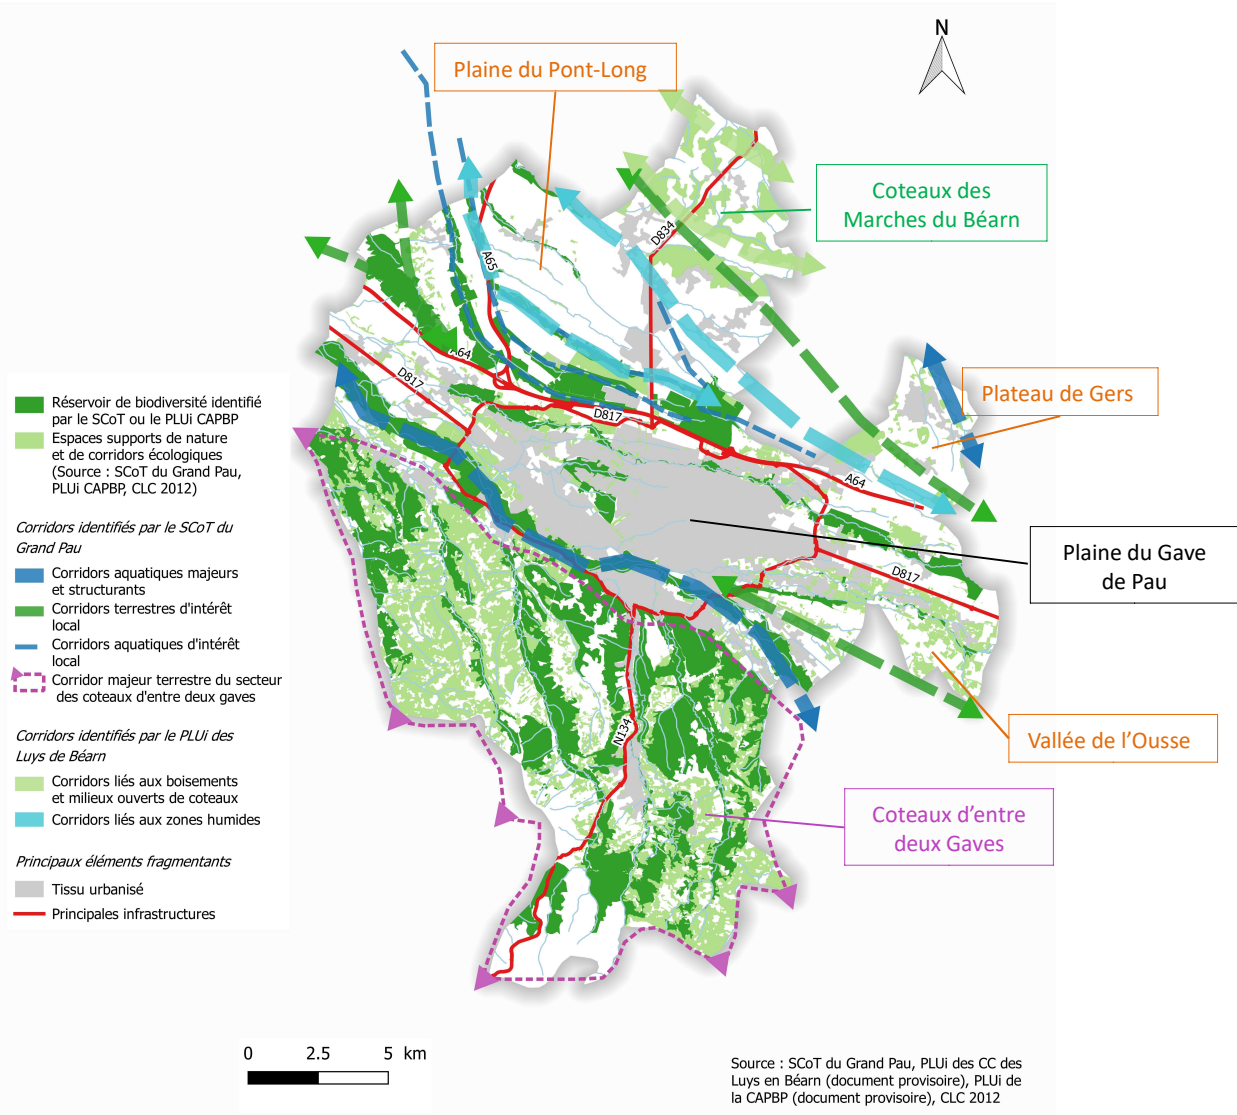 N
Plaine du Pont-Long
Coteaux des
Marches du Béarn
D834
A65
A64
D817
D817
Plateau de Gers
A64
Plaine du Gave
de Pau
D817
Vallée de l’Ousse
N134
Coteaux d’entre
deux Gaves
Réservoir de biodiversité identifié
par le SCoT ou le PLUi CAPBP
Espaces supports de nature
et de corridors écologiques
(Source : SCoT du Grand Pau,
PLUi CAPBP, CLC 2012)
Corridors identifiés par le SCoT du
Grand Pau
Corridors aquatiques majeurs
et structurants
Corridors terrestres d'intérêt
local
Corridors aquatiques d'intérêt
local
Corridor majeur terrestre du secteur
des coteaux d'entre deux gaves
Corridors identifiés par le PLUi des
Luys de Béarn
Corridors liés aux boisements
et milieux ouverts de coteaux
Corridors liés aux zones humides
Principaux éléments fragmentants
Tissu urbanisé
Principales infrastructures
0 2.5 5 km
Source : SCoT du Grand Pau, PLUi des CC des
Luys en Béarn (document provisoire), PLUi de
la CAPBP (document provisoire), CLC 2012